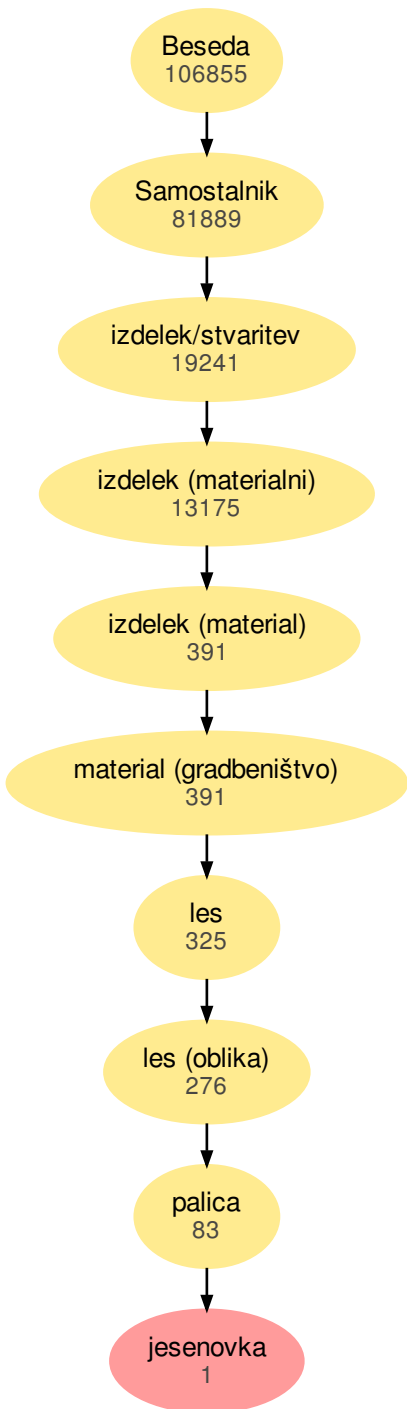 Beseda
106855
Samostalnik
81889
izdelek/stvaritev
19241
izdelek (materialni)
13175
izdelek (material)
391
material (gradbeništvo)
391
les
325
les (oblika)
276
palica
83
jesenovka
1